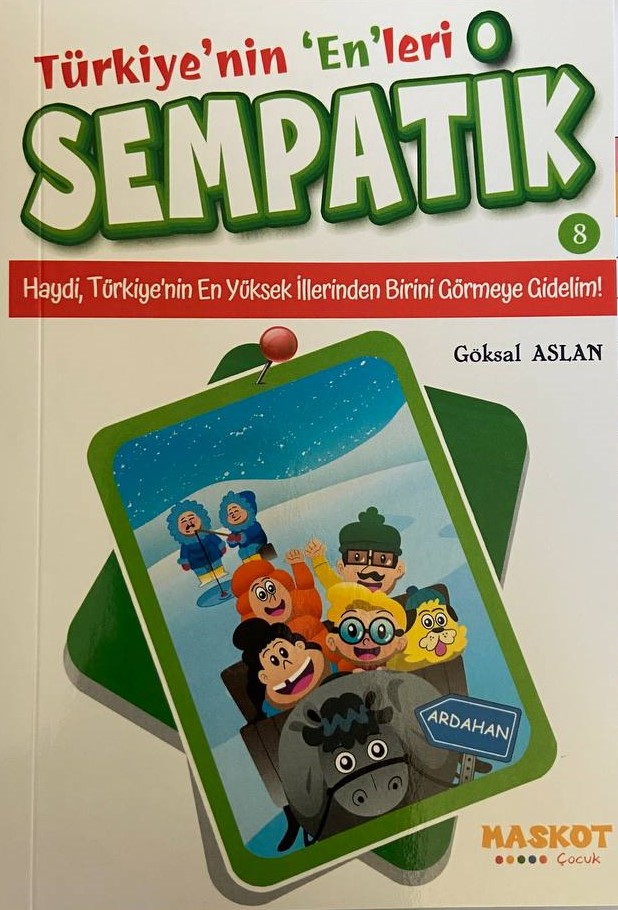 Türkiye'nin 'En'leri O
SEMPATİK
8
Haydi, Türkiye'nin En Yüksek İllerinden Birini Görmeye Gidelim!
Göksal ASLAN
ARDAHAN
MASKOT
Çocuk